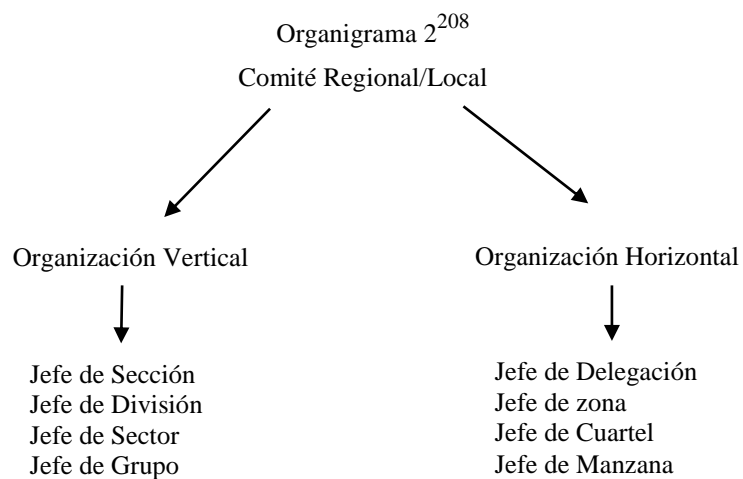 Organigrama 2²⁰⁸
Comité Regional/Local
Organización Vertical
Organización Horizontal
Jefe de Sección
Jefe de División
Jefe de Sector
Jefe de Grupo
Jefe de Delegación
Jefe de zona
Jefe de Cuartel
Jefe de Manzana